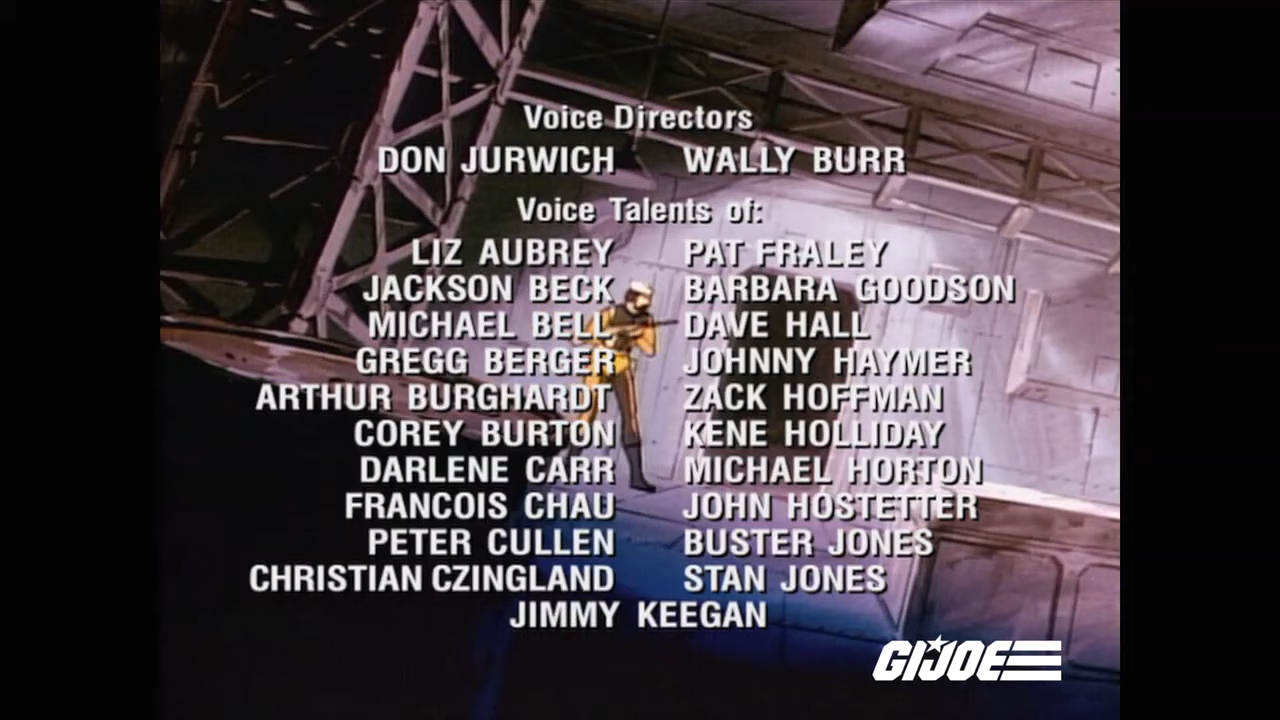 Voice Directors
DON JURWICH WALLY BURR
Voice Talents of:
LIZ AUBREY PAT FRALEY
JACKSON BECK BARBARA GOODSON
MICHAEL BELL DAVE HALL
GREGG BERGER JOHNNY HAYMER
ARTHUR BURGHARDT ZACK HOFFMAN
COREY BURTON KENE HOLLIDAY
DARLENE CARR MICHAEL HORTON
FRANCOIS CHAU JOHN HOSTETTER
PETER CULLEN BUSTER JONES
CHRISTIAN CZINGLAND STAN JONES
JIMMY KEEGAN
GIJOE